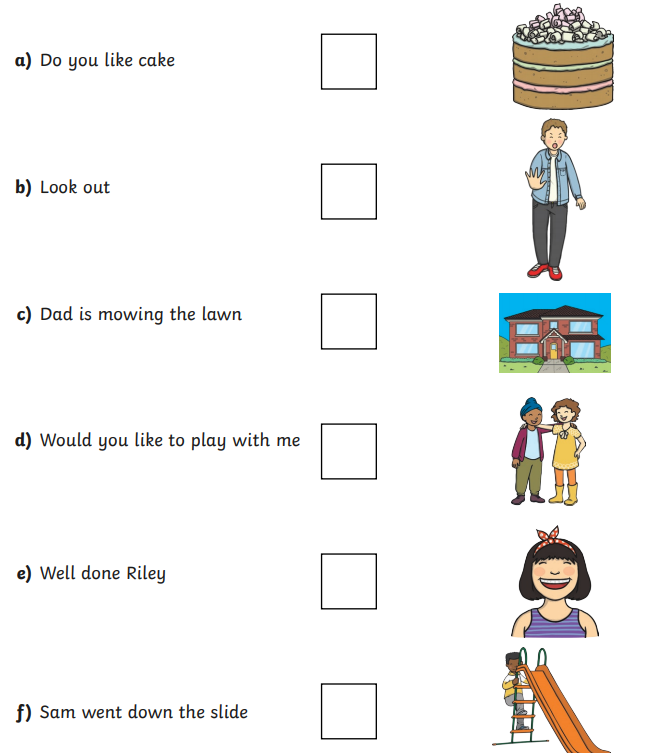 a) Do you like cake
b) Look out
c) Dad is mowing the lawn
d) Would you like to play with me
e) Well done Riley
f) Sam went down the slide